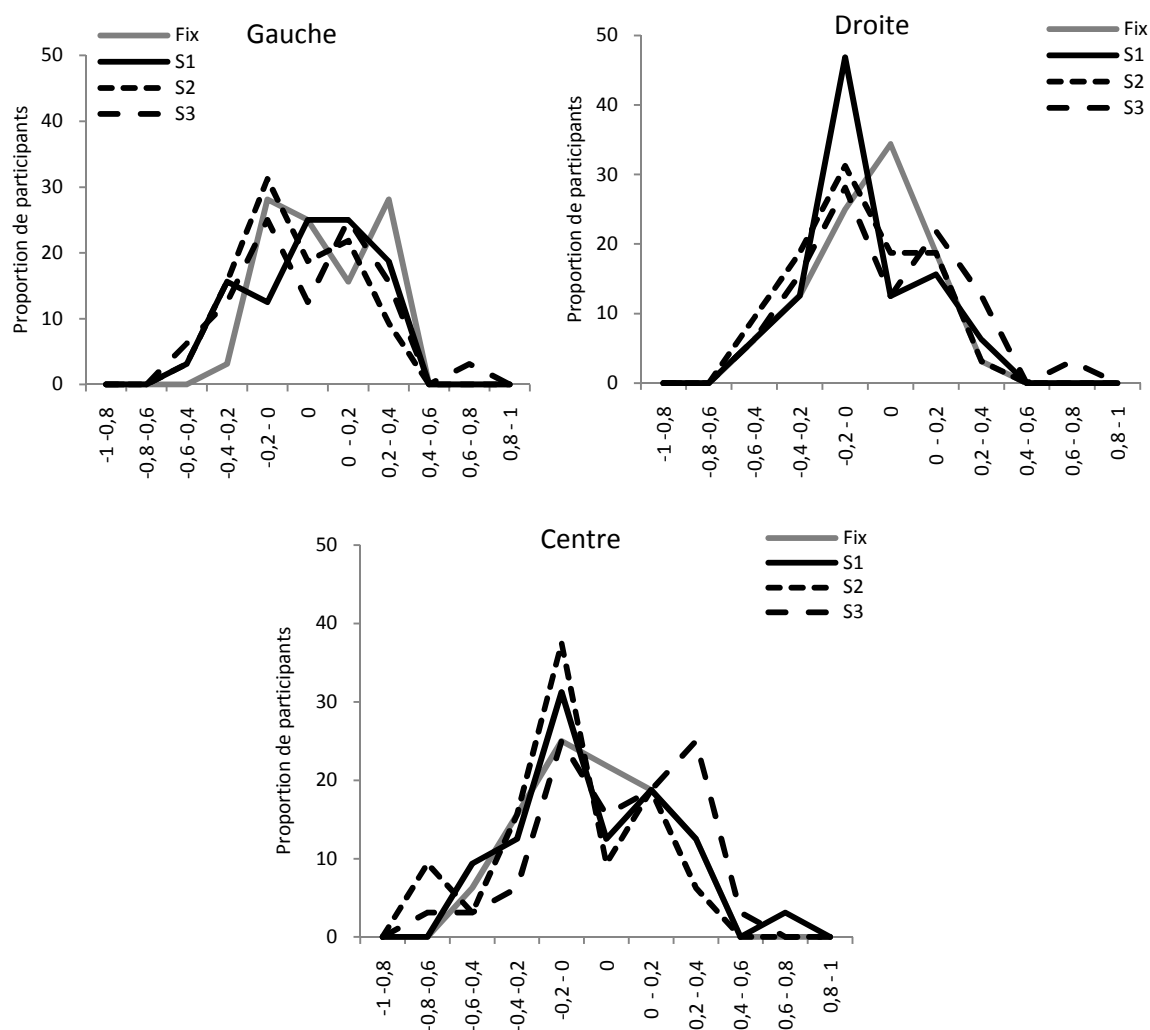 Gauche
Fix
S1
S2
S3
Proportion de participants
50
40
30
20
10
0
-1 -0,8
-0,8 -0,6
-0,6 -0,4
-0,4 -0,2
-0,2 - 0
0
0 - 0,2
0,2 - 0,4
0,4 - 0,6
0,6 - 0,8
0,8 - 1
Droite
Fix
S1
S2
S3
Proportion de participants
50
40
30
20
10
0
-1 -0,8
-0,8 -0,6
-0,6 -0,4
-0,4 -0,2
-0,2 - 0
0
0 - 0,2
0,2 - 0,4
0,4 - 0,6
0,6 - 0,8
0,8 - 1
Centre
Fix
S1
S2
S3
Proportion de participants
50
40
30
20
10
0
-1 -0,8
-0,8 -0,6
-0,6 -0,4
-0,4 -0,2
-0,2 - 0
0
0 - 0,2
0,2 - 0,4
0,4 - 0,6
0,6 - 0,8
0,8 - 1